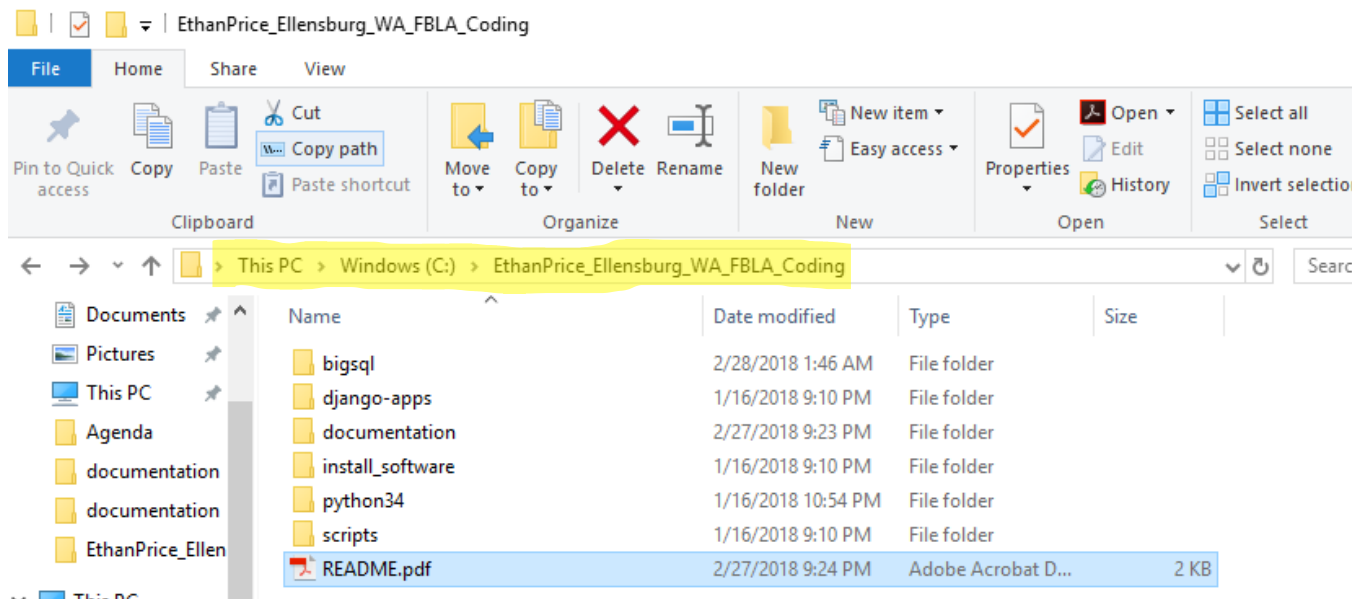 EthanPrice_Ellensburg_WA_FBLA_Coding
File Home Share View
Pin to Quick access
Copy
Paste
Cut
Copy path
Paste shortcut
Clipboard
Move to
Copy to
Delete
Rename
Organize
New folder
New item
Easy access
New
Properties
Open
Edit
History
Open
Select all
Select none
Invert selectio
Select
This PC > Windows (C:) > EthanPrice_Ellensburg_WA_FBLA_Coding
Searc
Documents
Pictures
This PC
Agenda
documentation
documentation
EthanPrice_Ellen
This PC
Name Date modified Type Size
bigsql 2/28/2018 1:46 AM File folder
django-apps 1/16/2018 9:10 PM File folder
documentation 2/27/2018 9:23 PM File folder
install_software 1/16/2018 9:10 PM File folder
python34 1/16/2018 10:54 PM File folder
scripts 1/16/2018 9:10 PM File folder
README.pdf 2/27/2018 9:24 PM Adobe Acrobat D... 2 KB